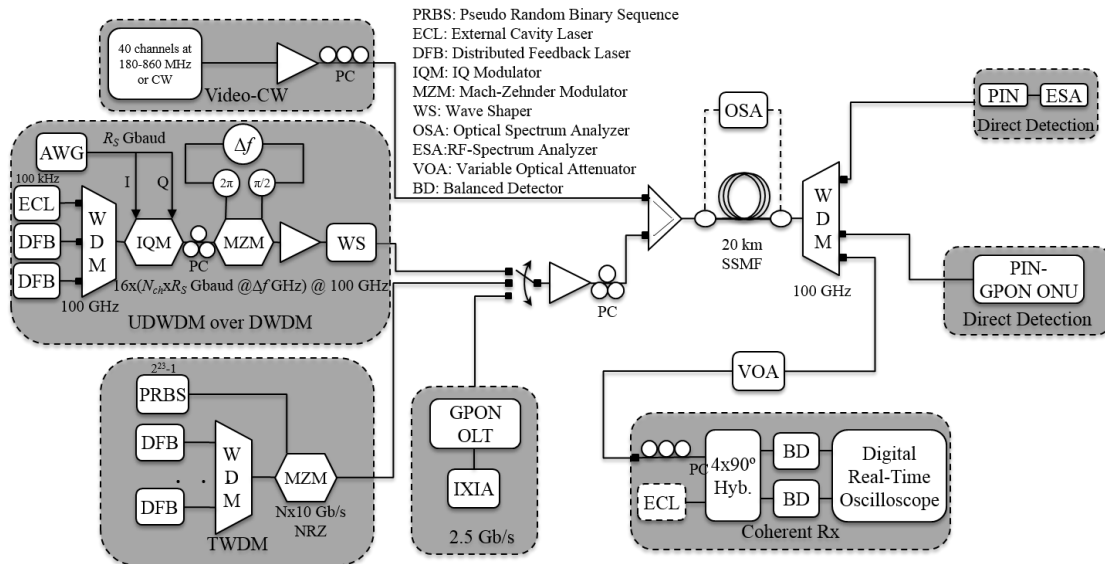 40 channels at
180-860 MHz
or CW
PC
Video-CW
PRBS: Pseudo Random Binary Sequence
ECL: External Cavity Laser
DFB: Distributed Feedback Laser
IQM: IQ Modulator
MZM: Mach-Zehnder Modulator
WS: Wave Shaper
OSA: Optical Spectrum Analyzer
ESA:RF-Spectrum Analyzer
VOA: Variable Optical Attenuator
BD: Balanced Detector
AWG
R_S Gbaud
Δf
2π
π/2
I
Q
100 kHz
ECL
DFB
DFB
WDM
100 GHz
IQM
PC
MZM
WS
16x(N_ch x R_S Gbaud @Δf GHz) @ 100 GHz
UDWDM over DWDM
2^23-1
PRBS
DFB
. .
DFB
WDM
MZM
Nx10 Gb/s
NRZ
TWDM
GPON
OLT
IXIA
2.5 Gb/s
PC
OSA
20 km
SSMF
WDM
100 GHz
PIN
ESA
Direct Detection
PIN-
GPON ONU
Direct Detection
VOA
PC
ECL
4x90º
Hyb.
BD
BD
Digital
Real-Time
Oscilloscope
Coherent Rx